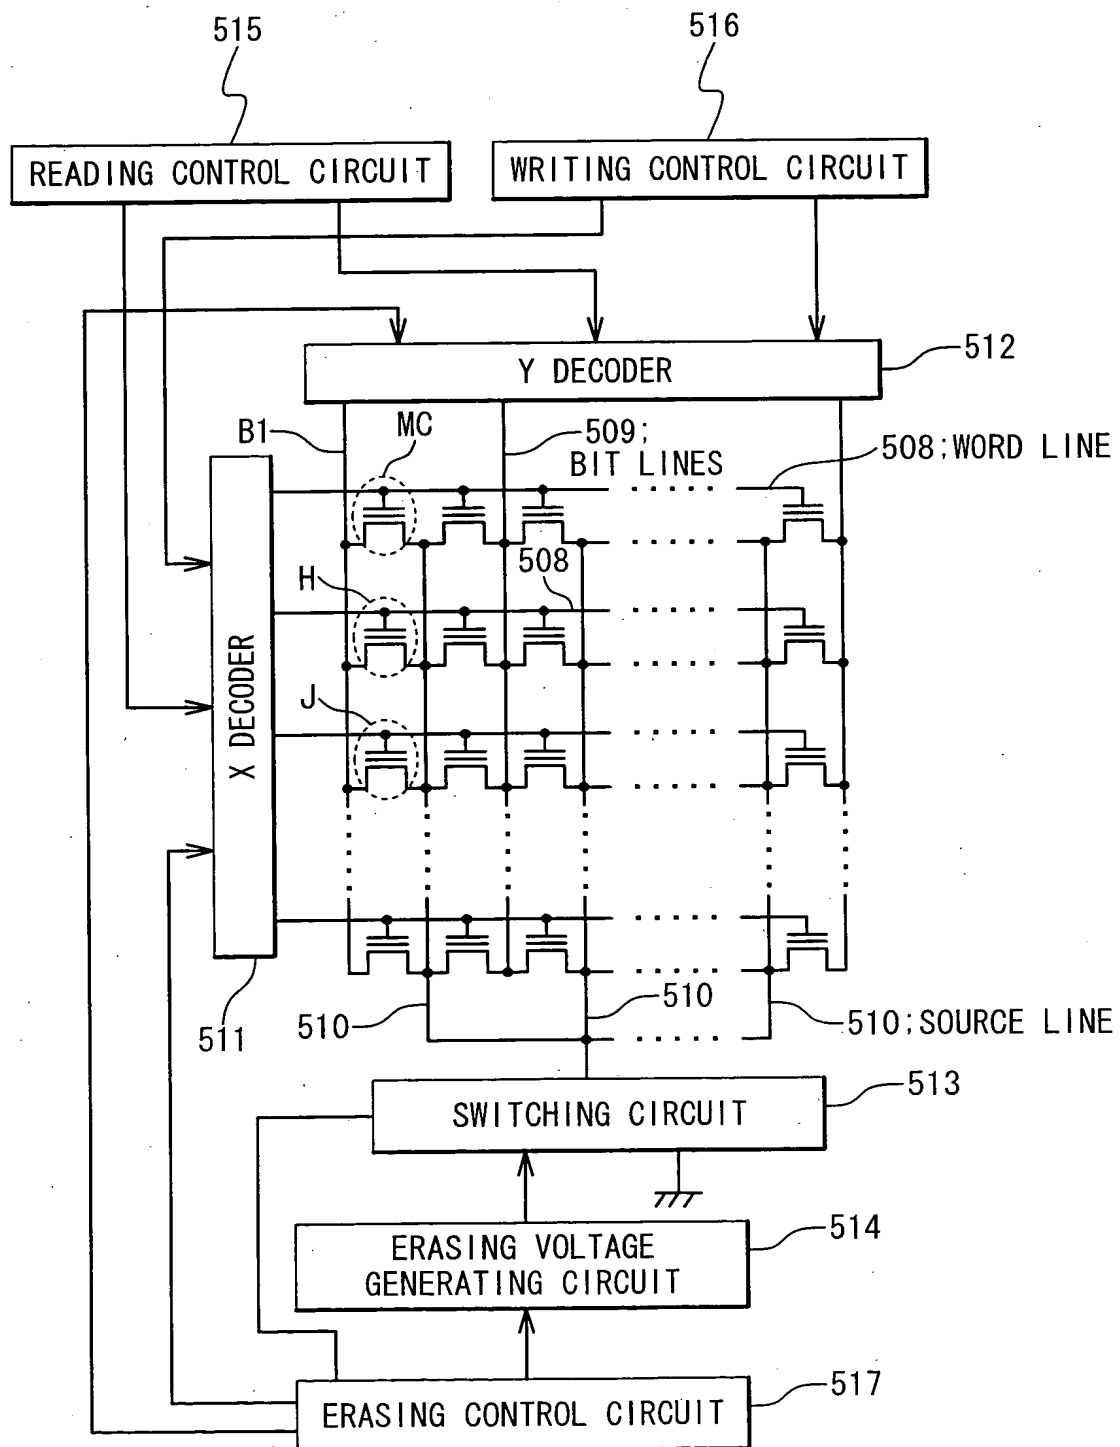 515
516
READING CONTROL CIRCUIT
WRITING CONTROL CIRCUIT
512
Y DECODER
B1
MC
509;
BIT LINES
508;WORD LINE
H
508
J
X DECODER
511
510
510
510;SOURCE LINE
513
SWITCHING CIRCUIT
514
ERASING VOLTAGE
GENERATING CIRCUIT
517
ERASING CONTROL CIRCUIT